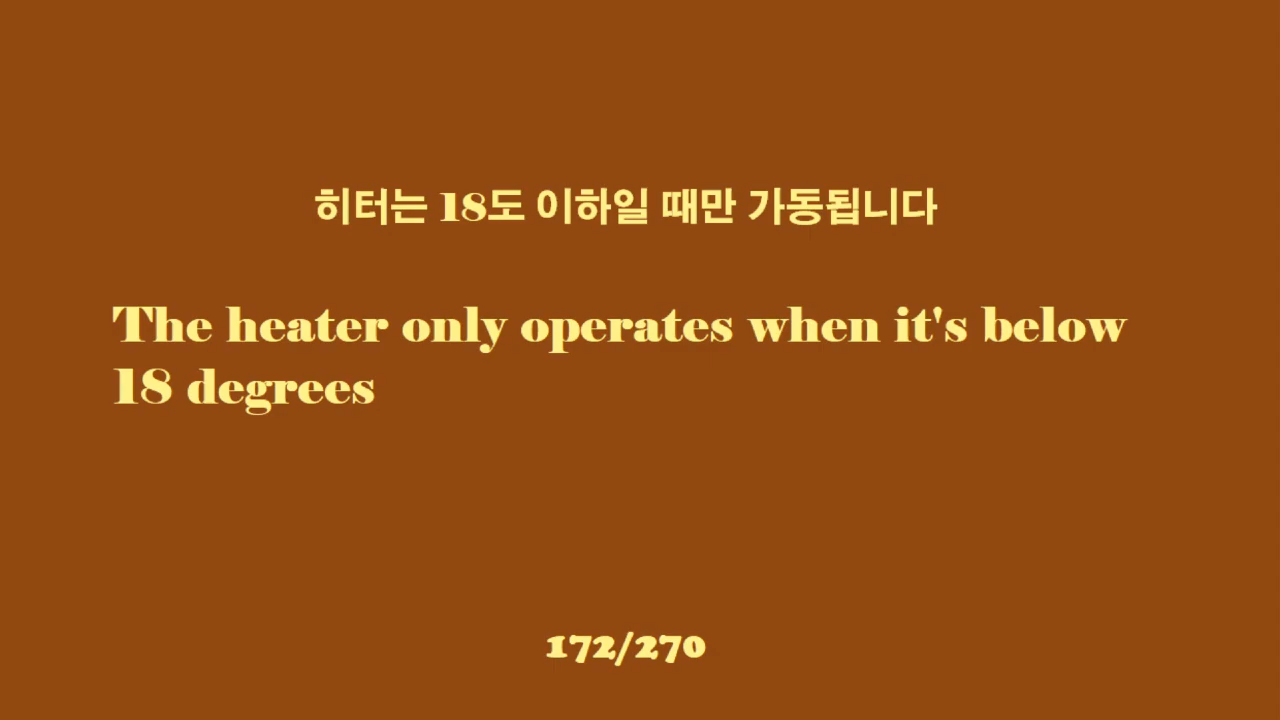 히터는 18도 이하일 때만 가동됩니다
The heater only operates when it's below
18 degrees
172/270